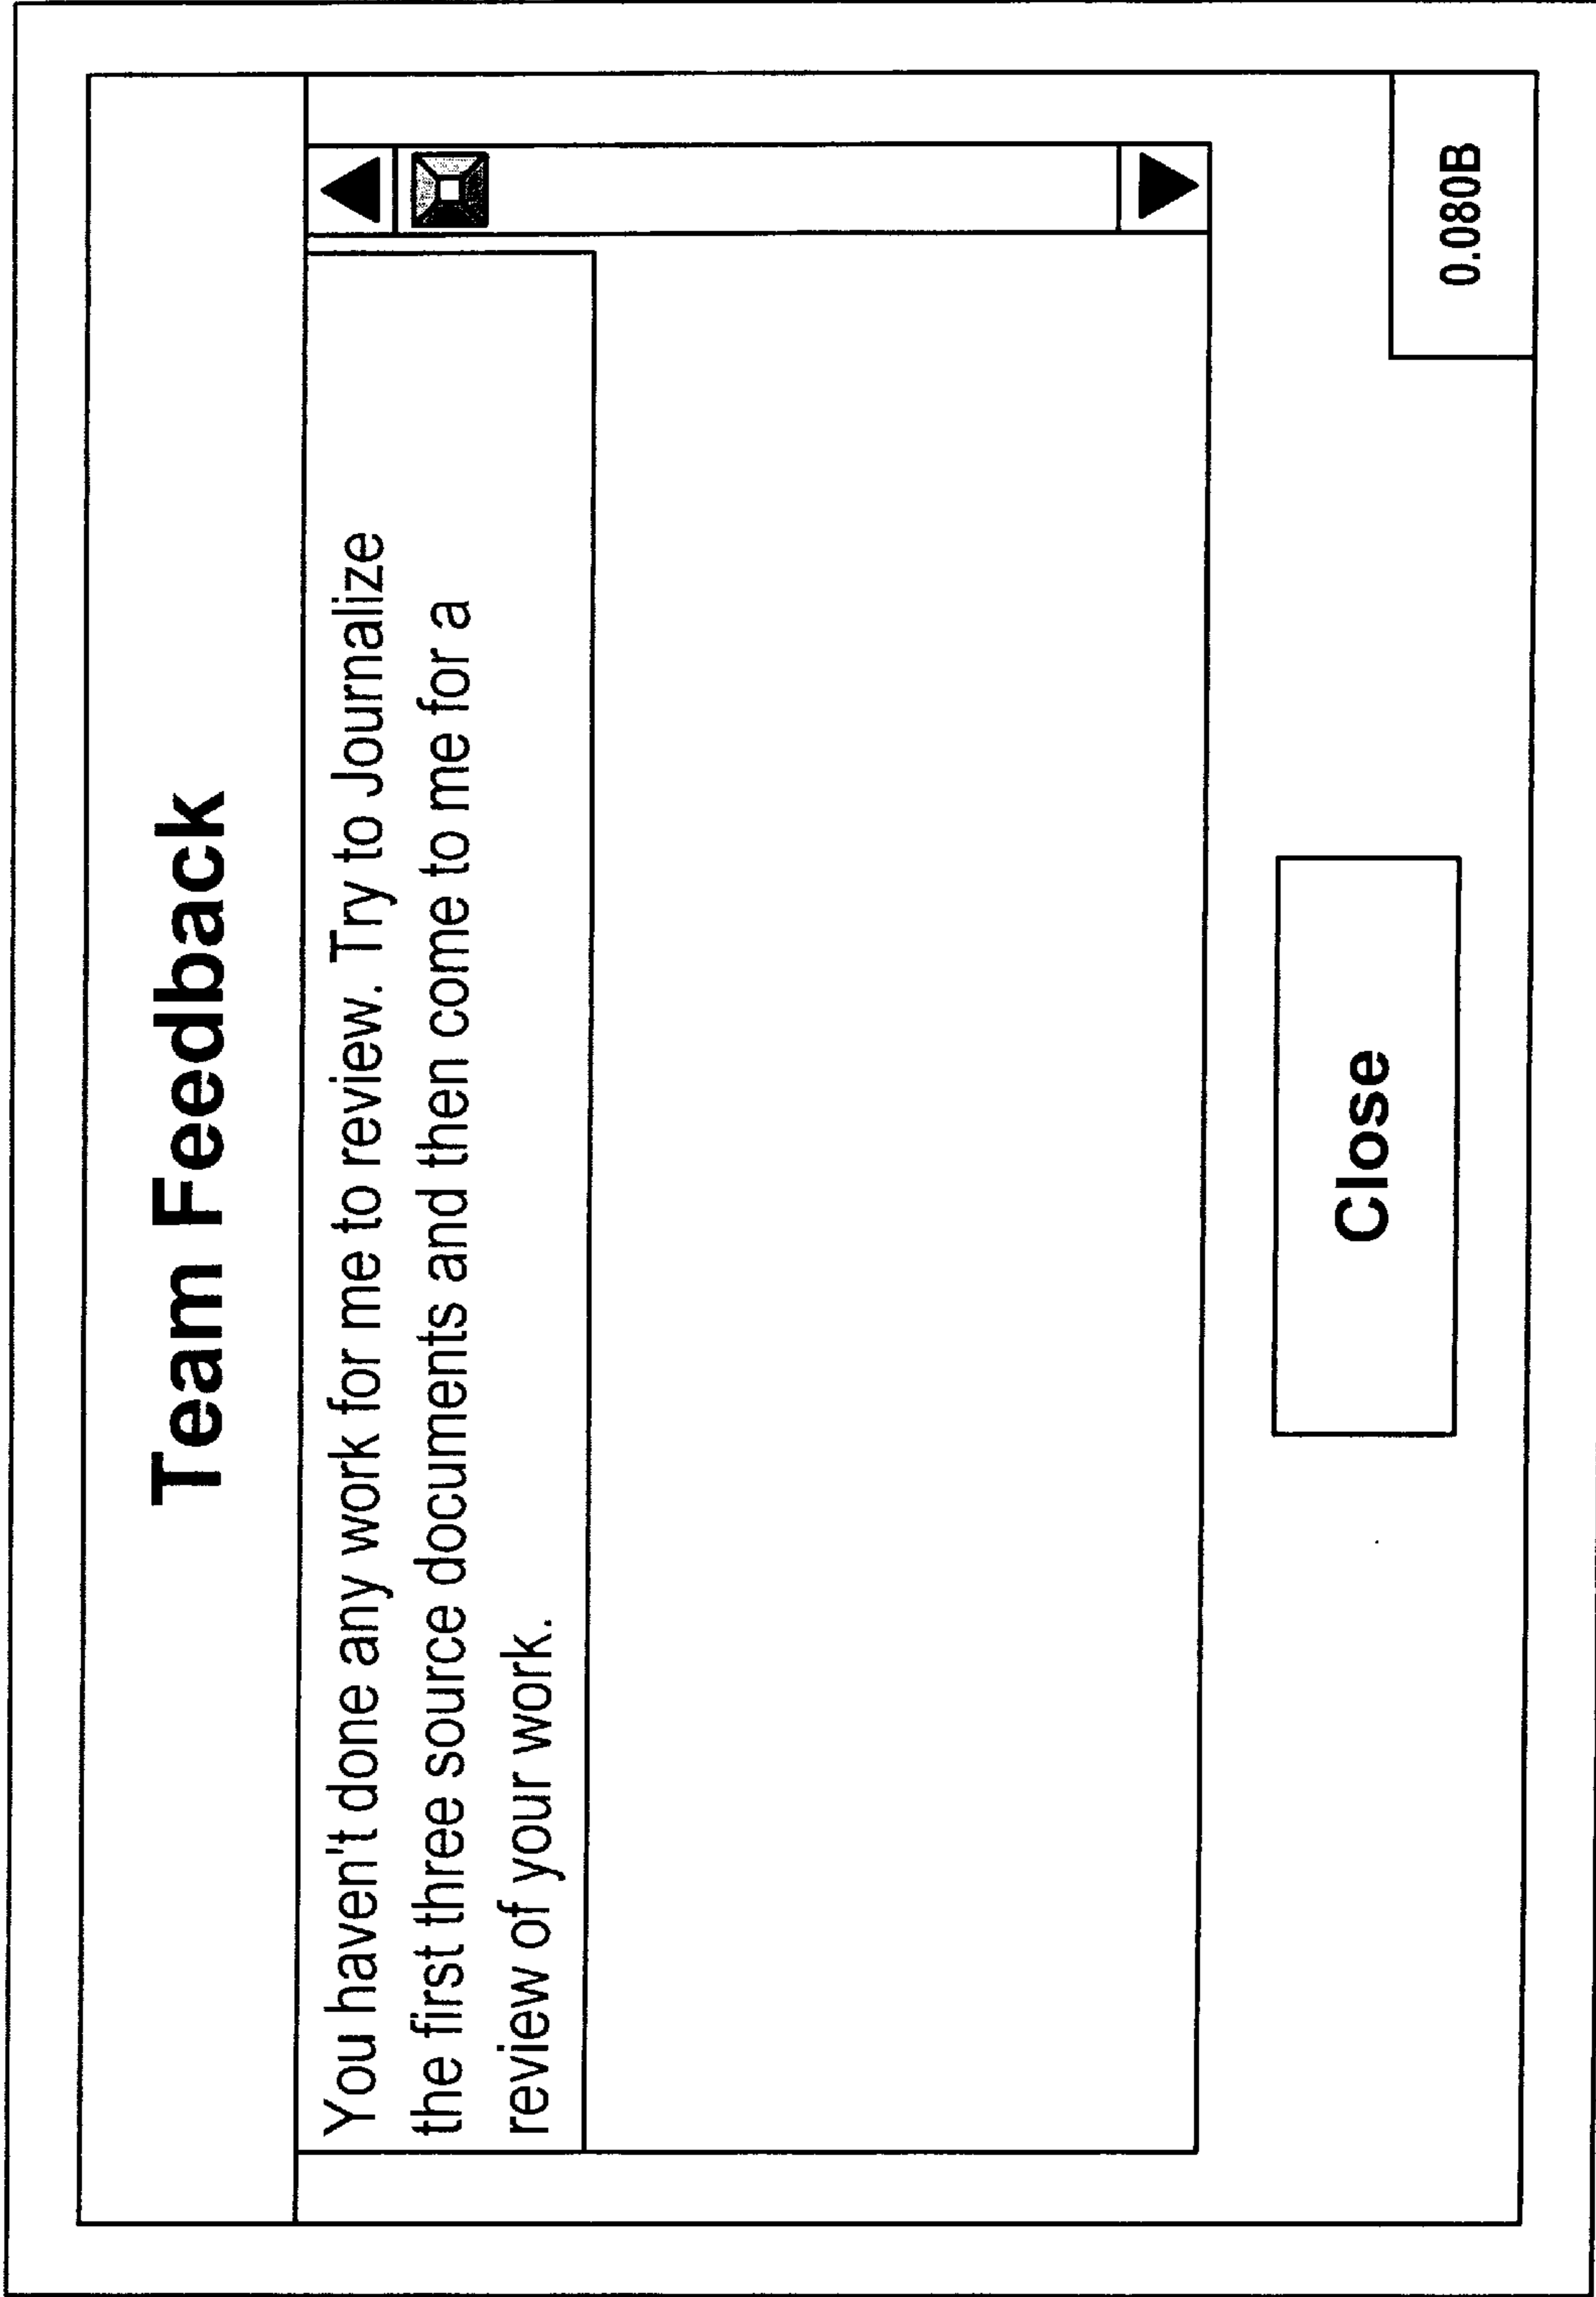 Team Feedback
You haven't done any work for me to review. Try to Journalize
the first three source documents and then come to me for a
review of your work.
Close
0.080B